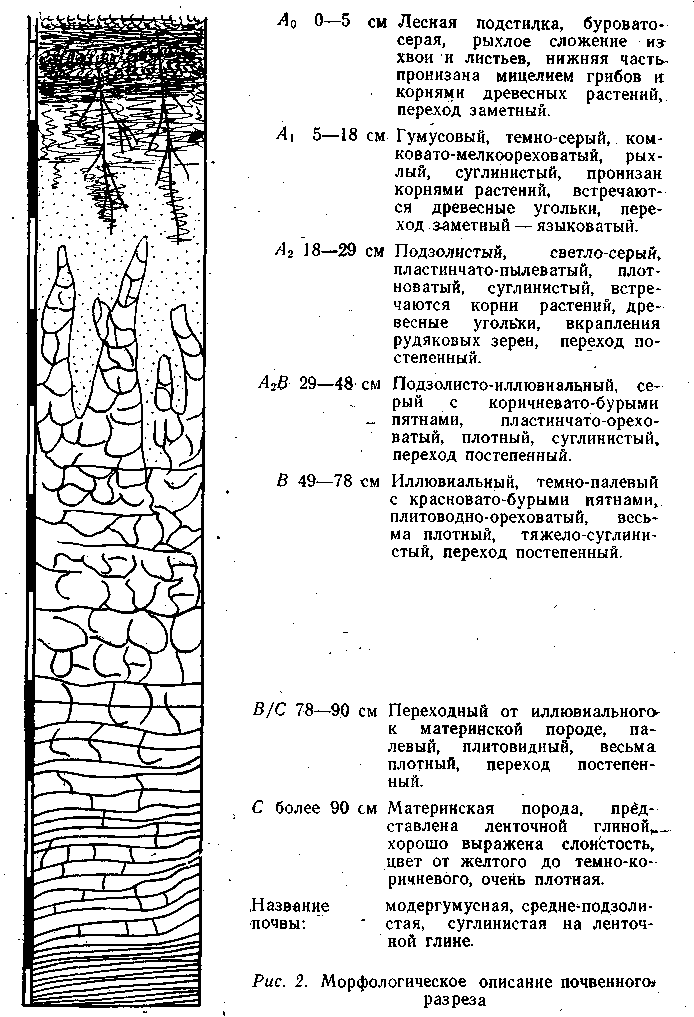 А₀ 0—5 см Лесная подстилка, буровато-
серая, рыхлое сложение из
хвои и листьев, нижняя часть
пронизана мицелием грибов и
корнями древесных растений,
переход заметный.
А₁ 5—18 см Гумусовый, темно-серый, ком-
ковато-мелкоореховатый, рых-
лый, суглинистый, пронизан
корнями растений, встречают-
ся древесные угольки, пере-
ход заметный — языковатый.
А₂ 18—29 см Подзолистый, светло-серый,
пластинчато-пылеватый, плот-
новатый, суглинистый, встре-
чаются корни растений, дре-
весные угольки, вкрапления
рудяковых зерен, переход по-
степенный.
А₂В 29—48 см Подзолисто-иллювиальный, се-
рый с коричневато-бурыми
пятнами, пластинчато-орехо-
ватый, плотный, суглинистый,
переход постепенный.
В 49—78 см Иллювиальный, темно-палевый
с красновато-бурыми пятнами,
плитоводно-ореховатый, весь-
ма плотный, тяжело-суглини-
стый, переход постепенный.
В/С 78—90 см Переходный от иллювиального
к материнской породе, па-
левый, плитовидный, весьма
плотный, переход постепен-
ный.
С более 90 см Материнская порода, пред-
ставлена ленточной глиной,
хорошо выражена слоистость,
цвет от желтого до темно-ко-
ричневого, очень плотная.
Название модергумусная, средне-подзоли-
почвы: стая, суглинистая на ленточ-
ной глине.
Рис. 2. Морфологическое описание почвенного
разреза